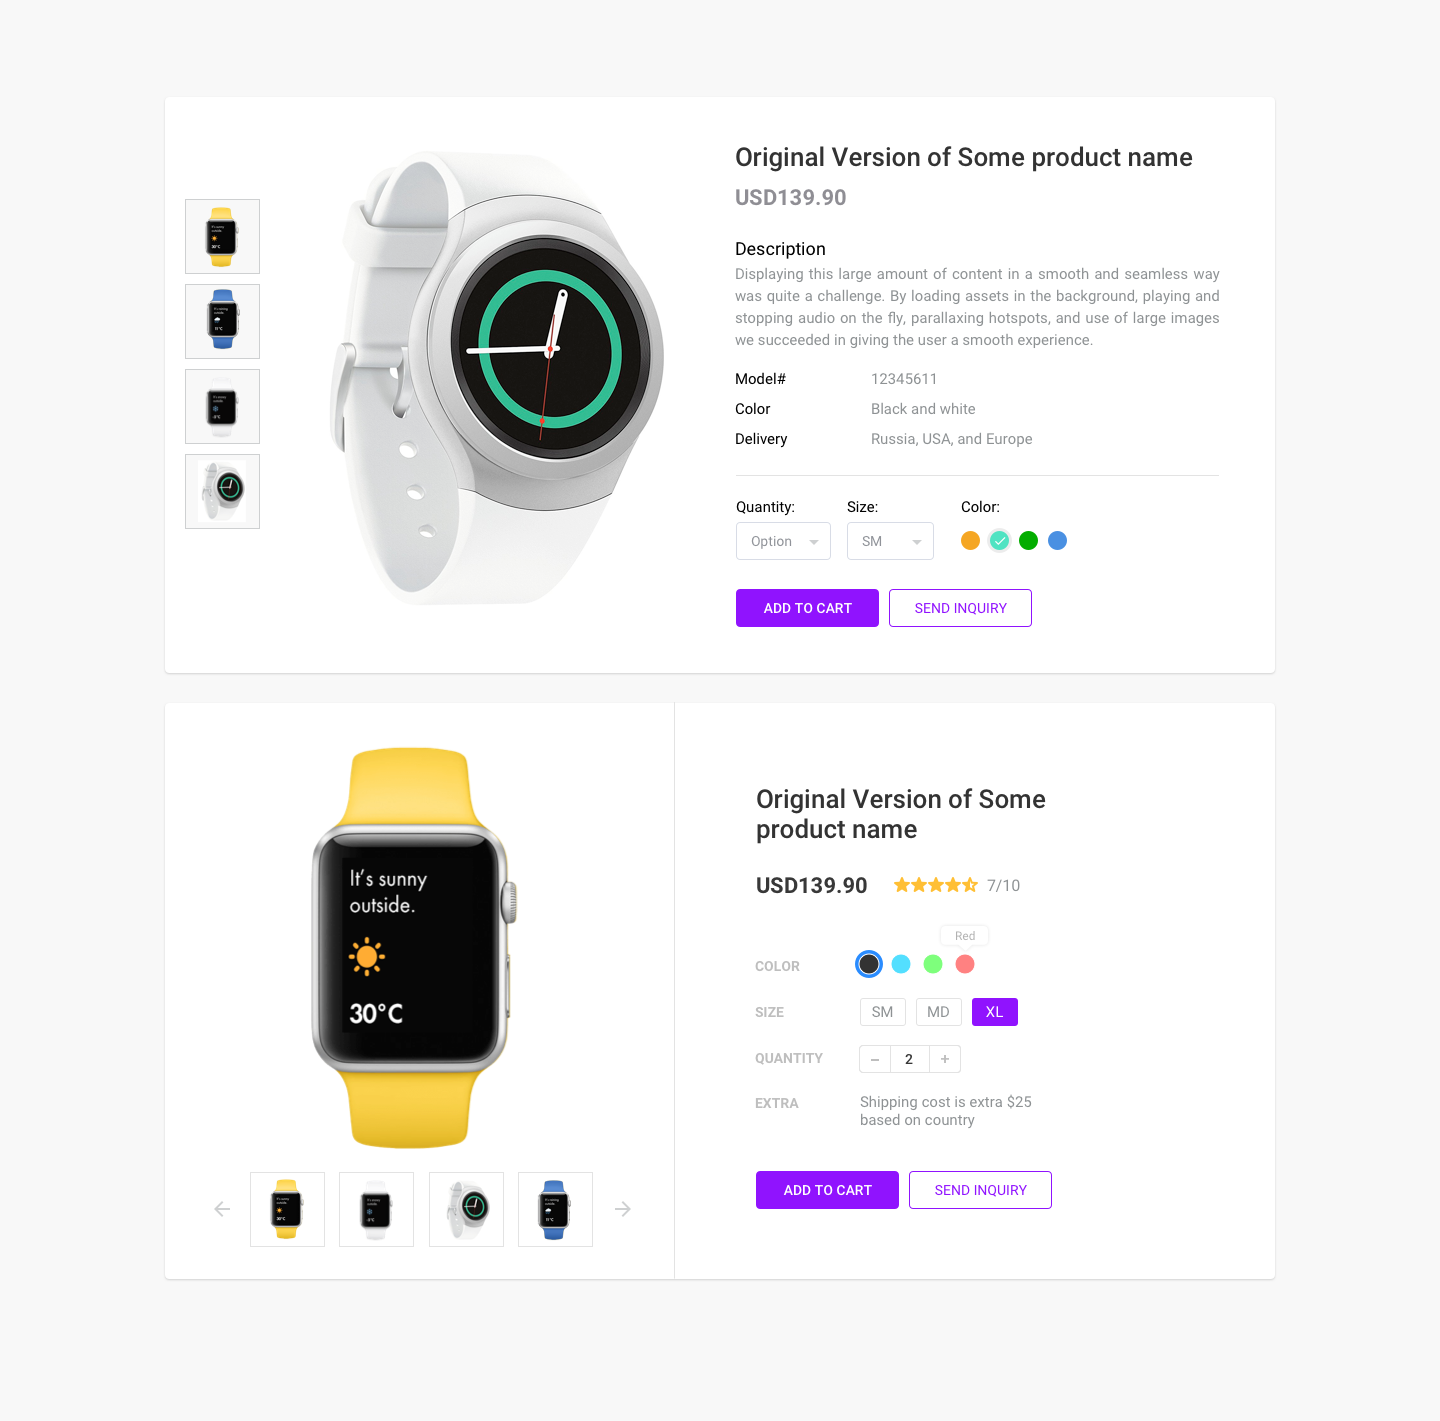 Original Version of Some product name
USD139.90
Description
Displaying this large amount of content in a smooth and seamless way
was quite a challenge. By loading assets in the background, playing and
stopping audio on the fly, parallaxing hotspots, and use of large images
we succeeded in giving the user a smooth experience.
Model# 12345611
Color Black and white
Delivery Russia, USA, and Europe
Quantity: Size: Color:
Option SM
ADD TO CART SEND INQUIRY
It's sunny
outside.
30°C
Original Version of Some
product name
USD139.90 7/10
Red
COLOR
SIZE SM MD XL
QUANTITY − 2 +
EXTRA Shipping cost is extra $25
based on country
ADD TO CART SEND INQUIRY